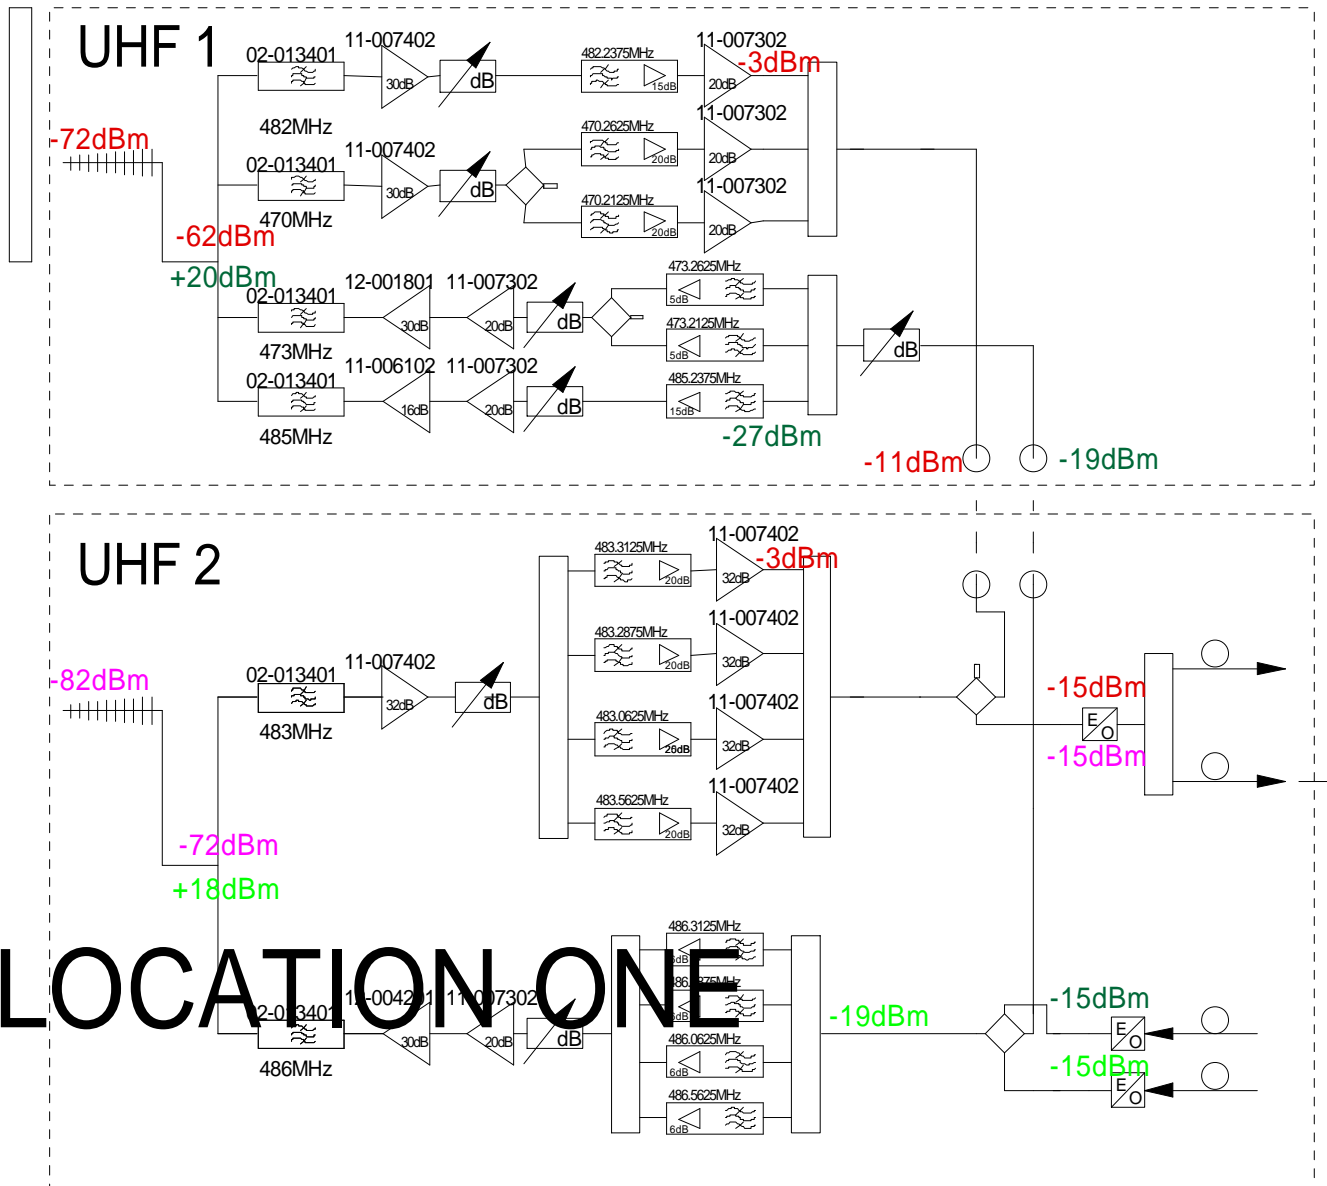 UHF 1
02-013401
11-007402
30dB
dB
482MHz
482.2375MHz
15dB
11-007302
20dB
-3dBm
-72dBm
02-013401
11-007402
30dB
dB
470MHz
470.2625MHz
20dB
11-007302
20dB
470.2125MHz
20dB
11-007302
20dB
-62dBm
+20dBm
02-013401
12-001801
30dB
11-007302
20dB
dB
473MHz
473.2625MHz
5dB
473.2125MHz
5dB
dB
02-013401
11-006102
16dB
11-007302
20dB
dB
485MHz
485.2375MHz
15dB
-27dBm
-11dBm
-19dBm
UHF 2
483.3125MHz
20dB
11-007402
32dB
-3dBm
483.2875MHz
20dB
11-007402
32dB
-82dBm
02-013401
11-007402
32dB
dB
483MHz
483.0625MHz
11-007402
32dB
483.5625MHz
20dB
11-007402
32dB
-15dBm
E/O
-15dBm
-72dBm
+18dBm
LOCATION ONE
11-007302
30dB
20dB
dB
486MHz
486.3125MHz
486.0625MHz
6dB
486.5625MHz
6dB
-19dBm
-15dBm
E/O
-15dBm
E/O